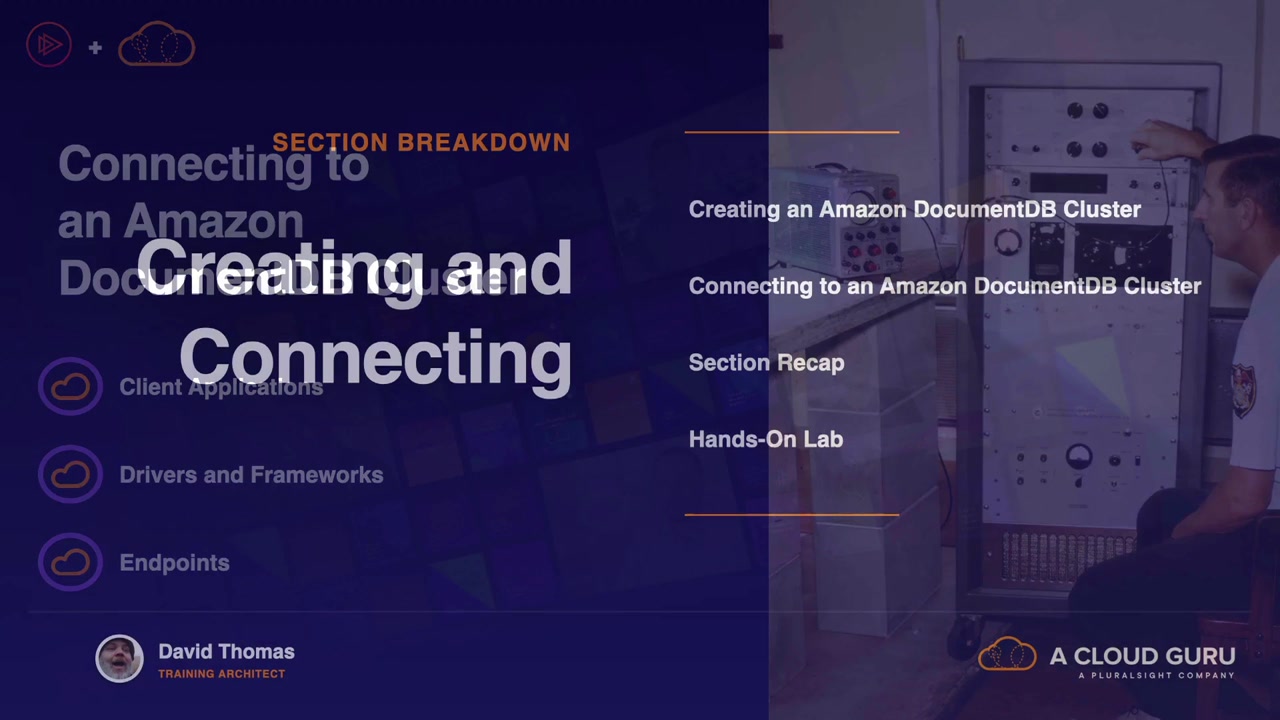 +
SECTION BREAKDOWN
Connecting to
an Amazon
DocumentDB Cluster
Creating and
Connecting
Client Applications
Drivers and Frameworks
Endpoints
Creating an Amazon DocumentDB Cluster
Connecting to an Amazon DocumentDB Cluster
Section Recap
Hands-On Lab
David Thomas
TRAINING ARCHITECT
A CLOUD GURU
A PLURALSIGHT COMPANY